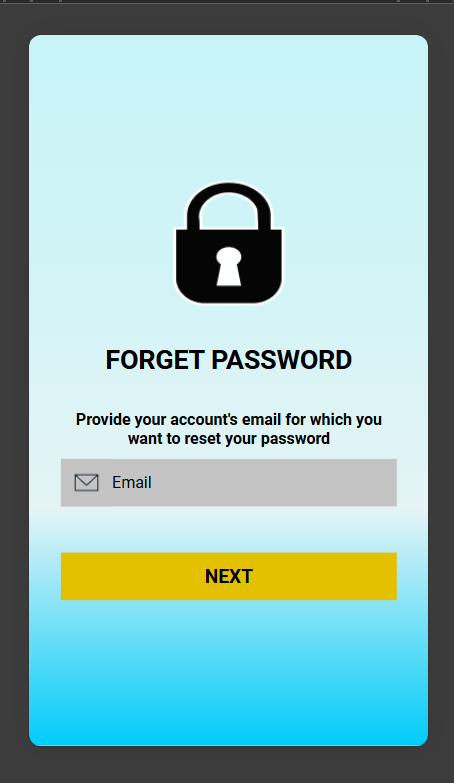 FORGET PASSWORD
Provide your account's email for which you
want to reset your password
Email
NEXT